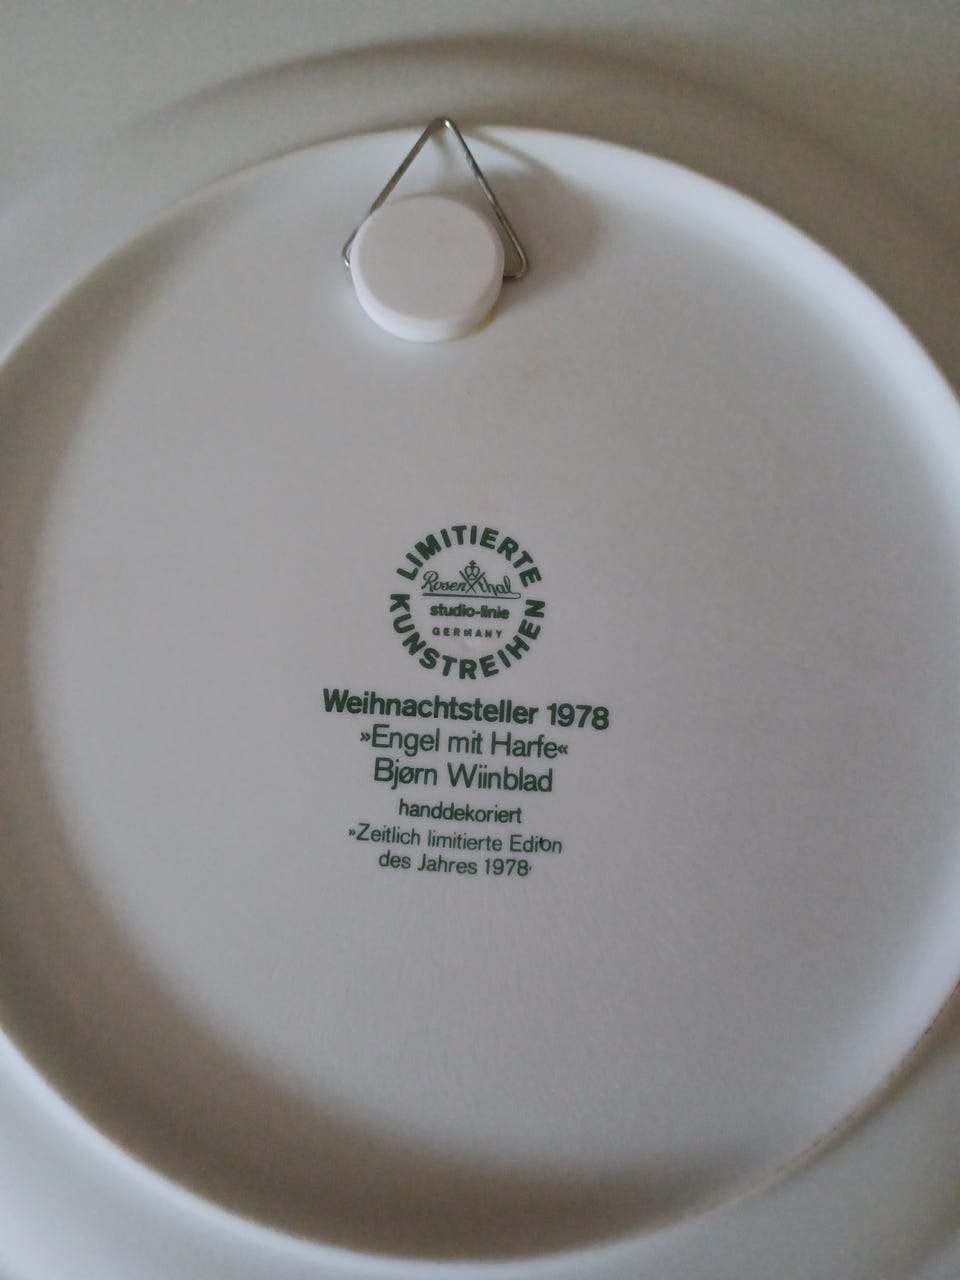 LIMITIERTE
Rosenthal
studio-linie
GERMANY
KUNSTREIHEN
Weihnachtsteller 1978
»Engel mit Harfe«
Bjørn Wiinblad
handdekoriert
»Zeitlich limitierte Edition
des Jahres 1978‹